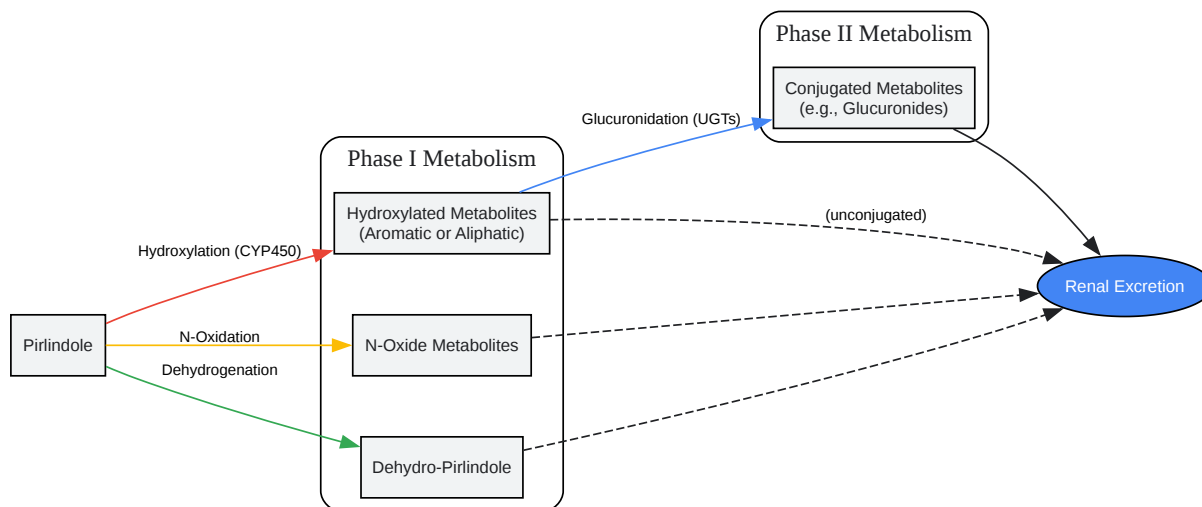 Phase II Metabolism
Conjugated Metabolites
(e.g., Glucuronides)
Glucuronidation (UGTs)
Phase I Metabolism
Hydroxylated Metabolites
(Aromatic or Aliphatic)
(unconjugated)
Hydroxylation (CYP450)
Renal Excretion
Pirlindole
N-Oxidation
N-Oxide Metabolites
Dehydrogenation
Dehydro-Pirlindole